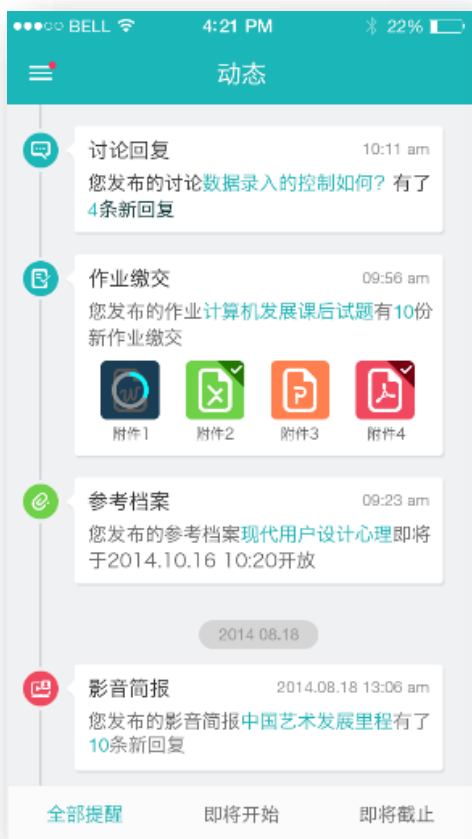 BELL 4:21 PM 22%
动态
讨论回复 10:11 am
您发布的讨论数据录入的控制如何? 有了
4条新回复
作业缴交 09:56 am
您发布的作业计算机发展课后试题有10份
新作业缴交
附件1 附件2 附件3 附件4
参考档案 09:23 am
您发布的参考档案现代用户设计心理即将
于2014.10.16 10:20开放
2014 08.18
影音简报 2014.08.18 13:06 am
您发布的影音简报中国艺术发展里程有了
10条新回复
全部提醒 即将开始 即将截止